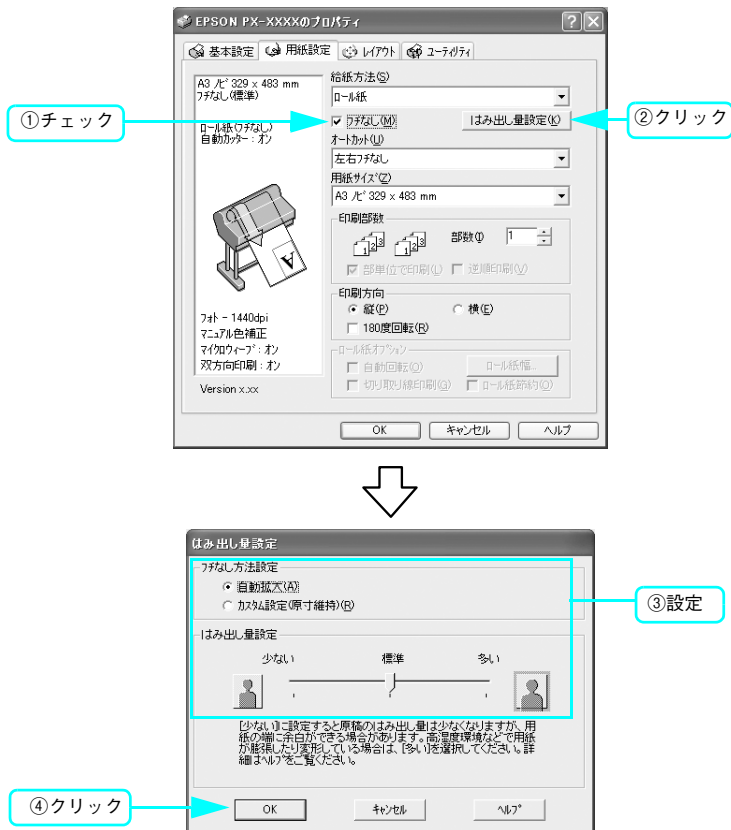 EPSON PX-XXXXのプロパティ
基本設定 用紙設定 レイアウト ユーティリティ
A3 ノビ 329 x 483 mm
フチなし(標準)
ロール紙(フチなし)
自動カッター : オン
A
フォト - 1440dpi
マニュアル色補正
マイクロウィーブ : オン
双方向印刷 : オン
Version x.xx
給紙方法(S)
ロール紙
フチなし(M) はみ出し量設定(K)
オートカット(U)
左右フチなし
用紙サイズ(Z)
A3 ノビ 329 x 483 mm
印刷部数
1 2 3 1 2 3 部数(I) 1
部単位で印刷(L) 逆順印刷(V)
印刷方向
縦(P) 横(E)
180度回転(R)
ロール紙オプション
自動回転(O) ロール紙幅...
切り取り線印刷(G) ロール紙節約(O)
OK キャンセル ヘルプ
①チェック
②クリック
はみ出し量設定
フチなし方法設定
自動拡大(A)
カスタム設定(原寸維持)(R)
③設定
はみ出し量設定
少ない 標準 多い
[少ない]に設定すると原稿のはみ出し量は少なくなりますが、用
紙の端に余白ができる場合があります。高湿度環境などで用紙
が膨張したり変形している場合は、[多い]を選択してください。詳
細はヘルプをご覧ください。
④クリック
OK キャンセル ヘルプ